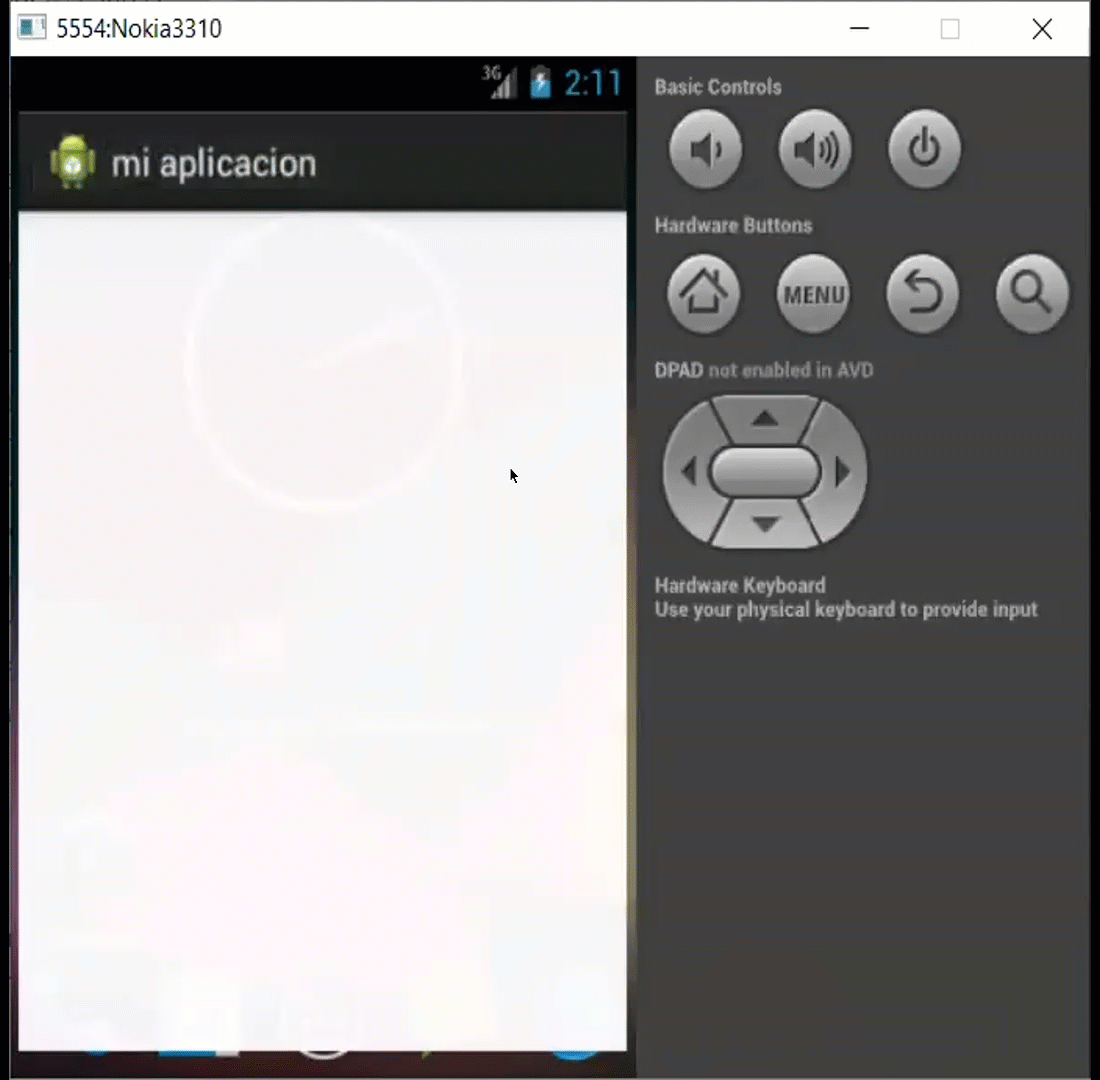 5554:Nokia3310
3G 2:11
mi aplicacion
Basic Controls
Hardware Buttons
MENU
DPAD not enabled in AVD
Hardware Keyboard
Use your physical keyboard to provide input